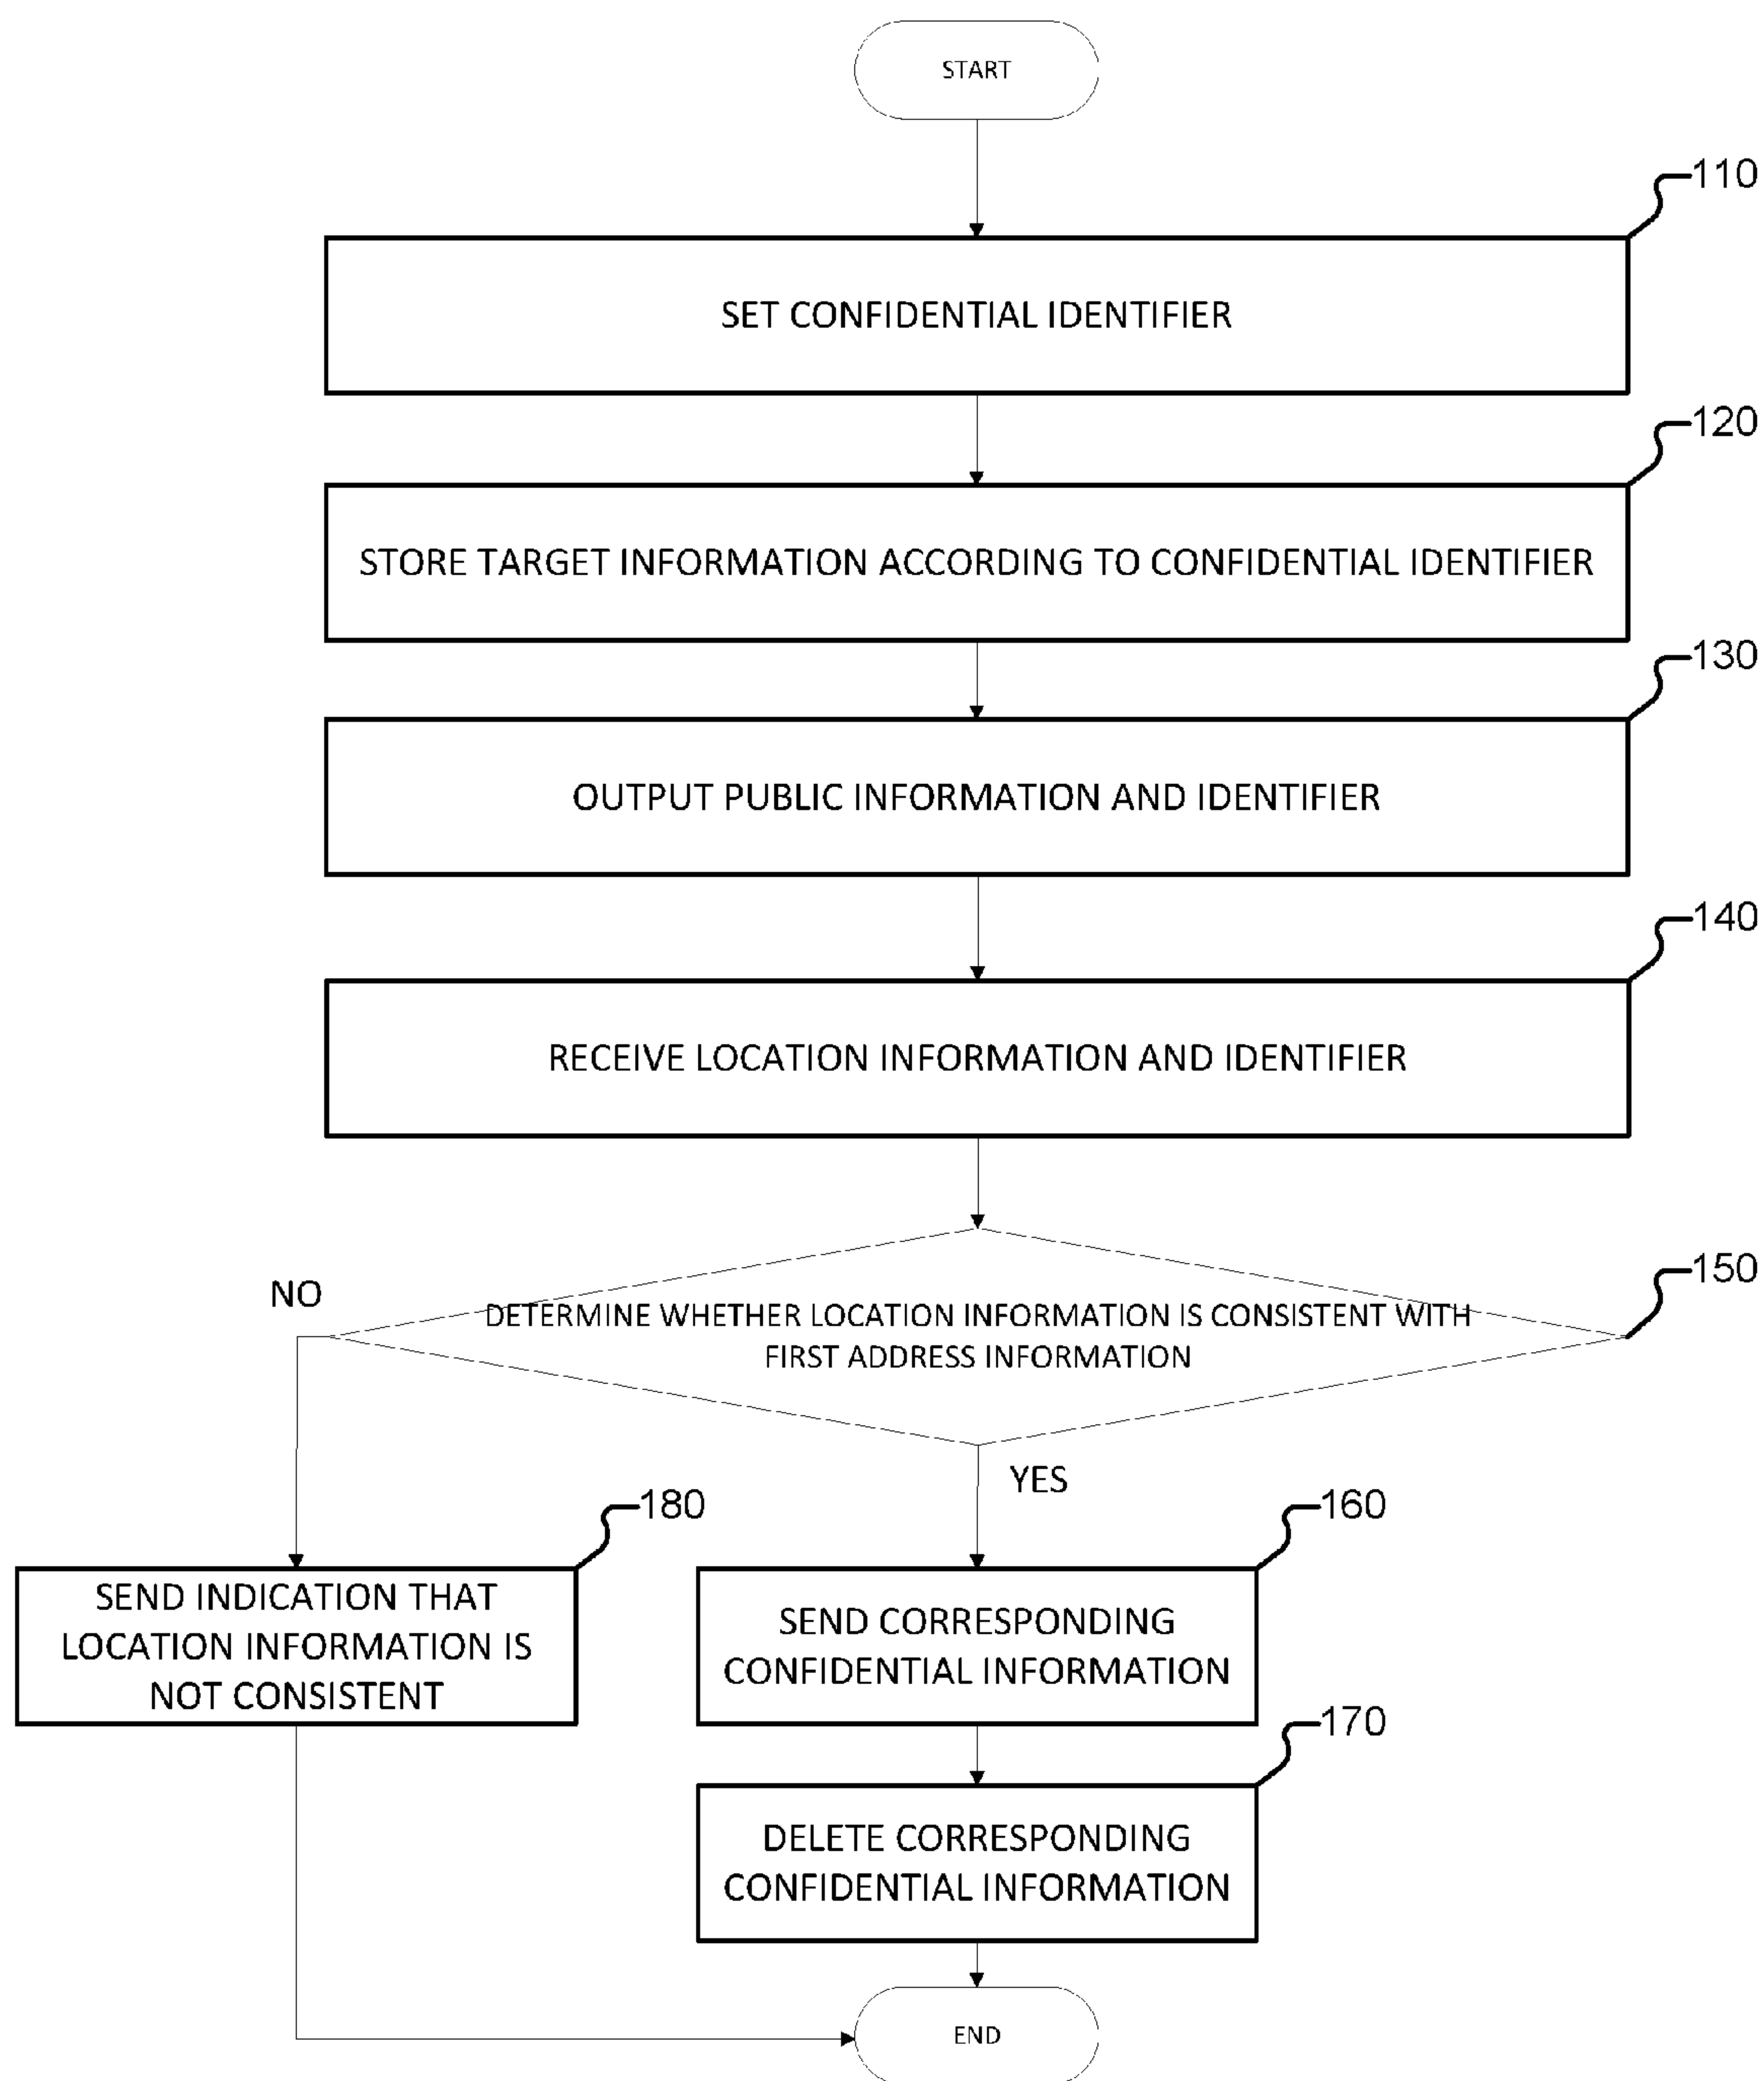 START
110
SET CONFIDENTIAL IDENTIFIER
120
STORE TARGET INFORMATION ACCORDING TO CONFIDENTIAL IDENTIFIER
130
OUTPUT PUBLIC INFORMATION AND IDENTIFIER
140
RECEIVE LOCATION INFORMATION AND IDENTIFIER
150
NO
DETERMINE WHETHER LOCATION INFORMATION IS CONSISTENT WITH
FIRST ADDRESS INFORMATION
YES
180
160
SEND INDICATION THAT
LOCATION INFORMATION IS
NOT CONSISTENT
SEND CORRESPONDING
CONFIDENTIAL INFORMATION
170
DELETE CORRESPONDING
CONFIDENTIAL INFORMATION
END